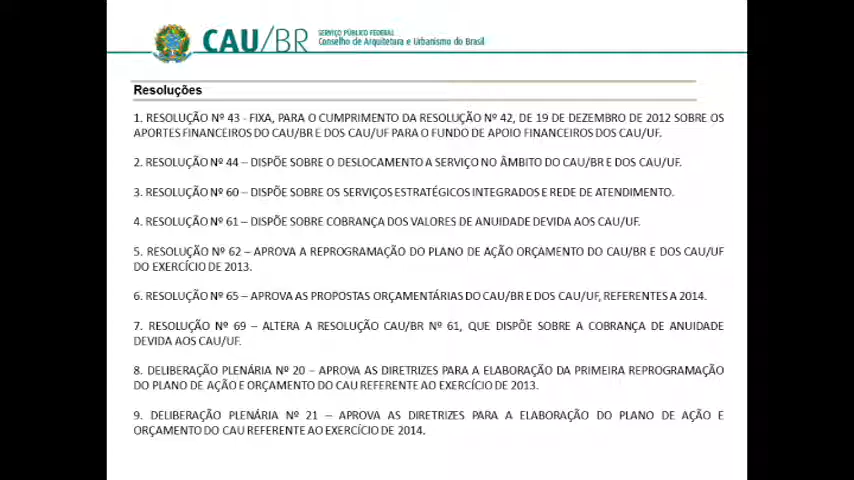 CAU/BR
SERVIÇO PÚBLICO FEDERAL
Conselho de Arquitetura e Urbanismo do Brasil
Resoluções
1. RESOLUÇÃO Nº 43 - FIXA, PARA O CUMPRIMENTO DA RESOLUÇÃO Nº 42, DE 19 DE DEZEMBRO DE 2012 SOBRE OS
APORTES FINANCEIROS DO CAU/BR E DOS CAU/UF PARA O FUNDO DE APOIO FINANCEIROS DOS CAU/UF.
2. RESOLUÇÃO Nº 44 – DISPÕE SOBRE O DESLOCAMENTO A SERVIÇO NO ÂMBITO DO CAU/BR E DOS CAU/UF.
3. RESOLUÇÃO Nº 60 – DISPÕE SOBRE OS SERVIÇOS ESTRATÉGICOS INTEGRADOS E REDE DE ATENDIMENTO.
4. RESOLUÇÃO Nº 61 – DISPÕE SOBRE COBRANÇA DOS VALORES DE ANUIDADE DEVIDA AOS CAU/UF.
5. RESOLUÇÃO Nº 62 – APROVA A REPROGRAMAÇÃO DO PLANO DE AÇÃO ORÇAMENTO DO CAU/BR E DOS CAU/UF
DO EXERCÍCIO DE 2013.
6. RESOLUÇÃO Nº 65 – APROVA AS PROPOSTAS ORÇAMENTÁRIAS DO CAU/BR E DOS CAU/UF, REFERENTES A 2014.
7. RESOLUÇÃO Nº 69 – ALTERA A RESOLUÇÃO CAU/BR Nº 61, QUE DISPÕE SOBRE A COBRANÇA DE ANUIDADE
DEVIDA AOS CAU/UF.
8. DELIBERAÇÃO PLENÁRIA Nº 20 – APROVA AS DIRETRIZES PARA A ELABORAÇÃO DA PRIMEIRA REPROGRAMAÇÃO
DO PLANO DE AÇÃO E ORÇAMENTO DO CAU REFERENTE AO EXERCÍCIO DE 2013.
9. DELIBERAÇÃO PLENÁRIA Nº 21 – APROVA AS DIRETRIZES PARA A ELABORAÇÃO DO PLANO DE AÇÃO E
ORÇAMENTO DO CAU REFERENTE AO EXERCÍCIO DE 2014.